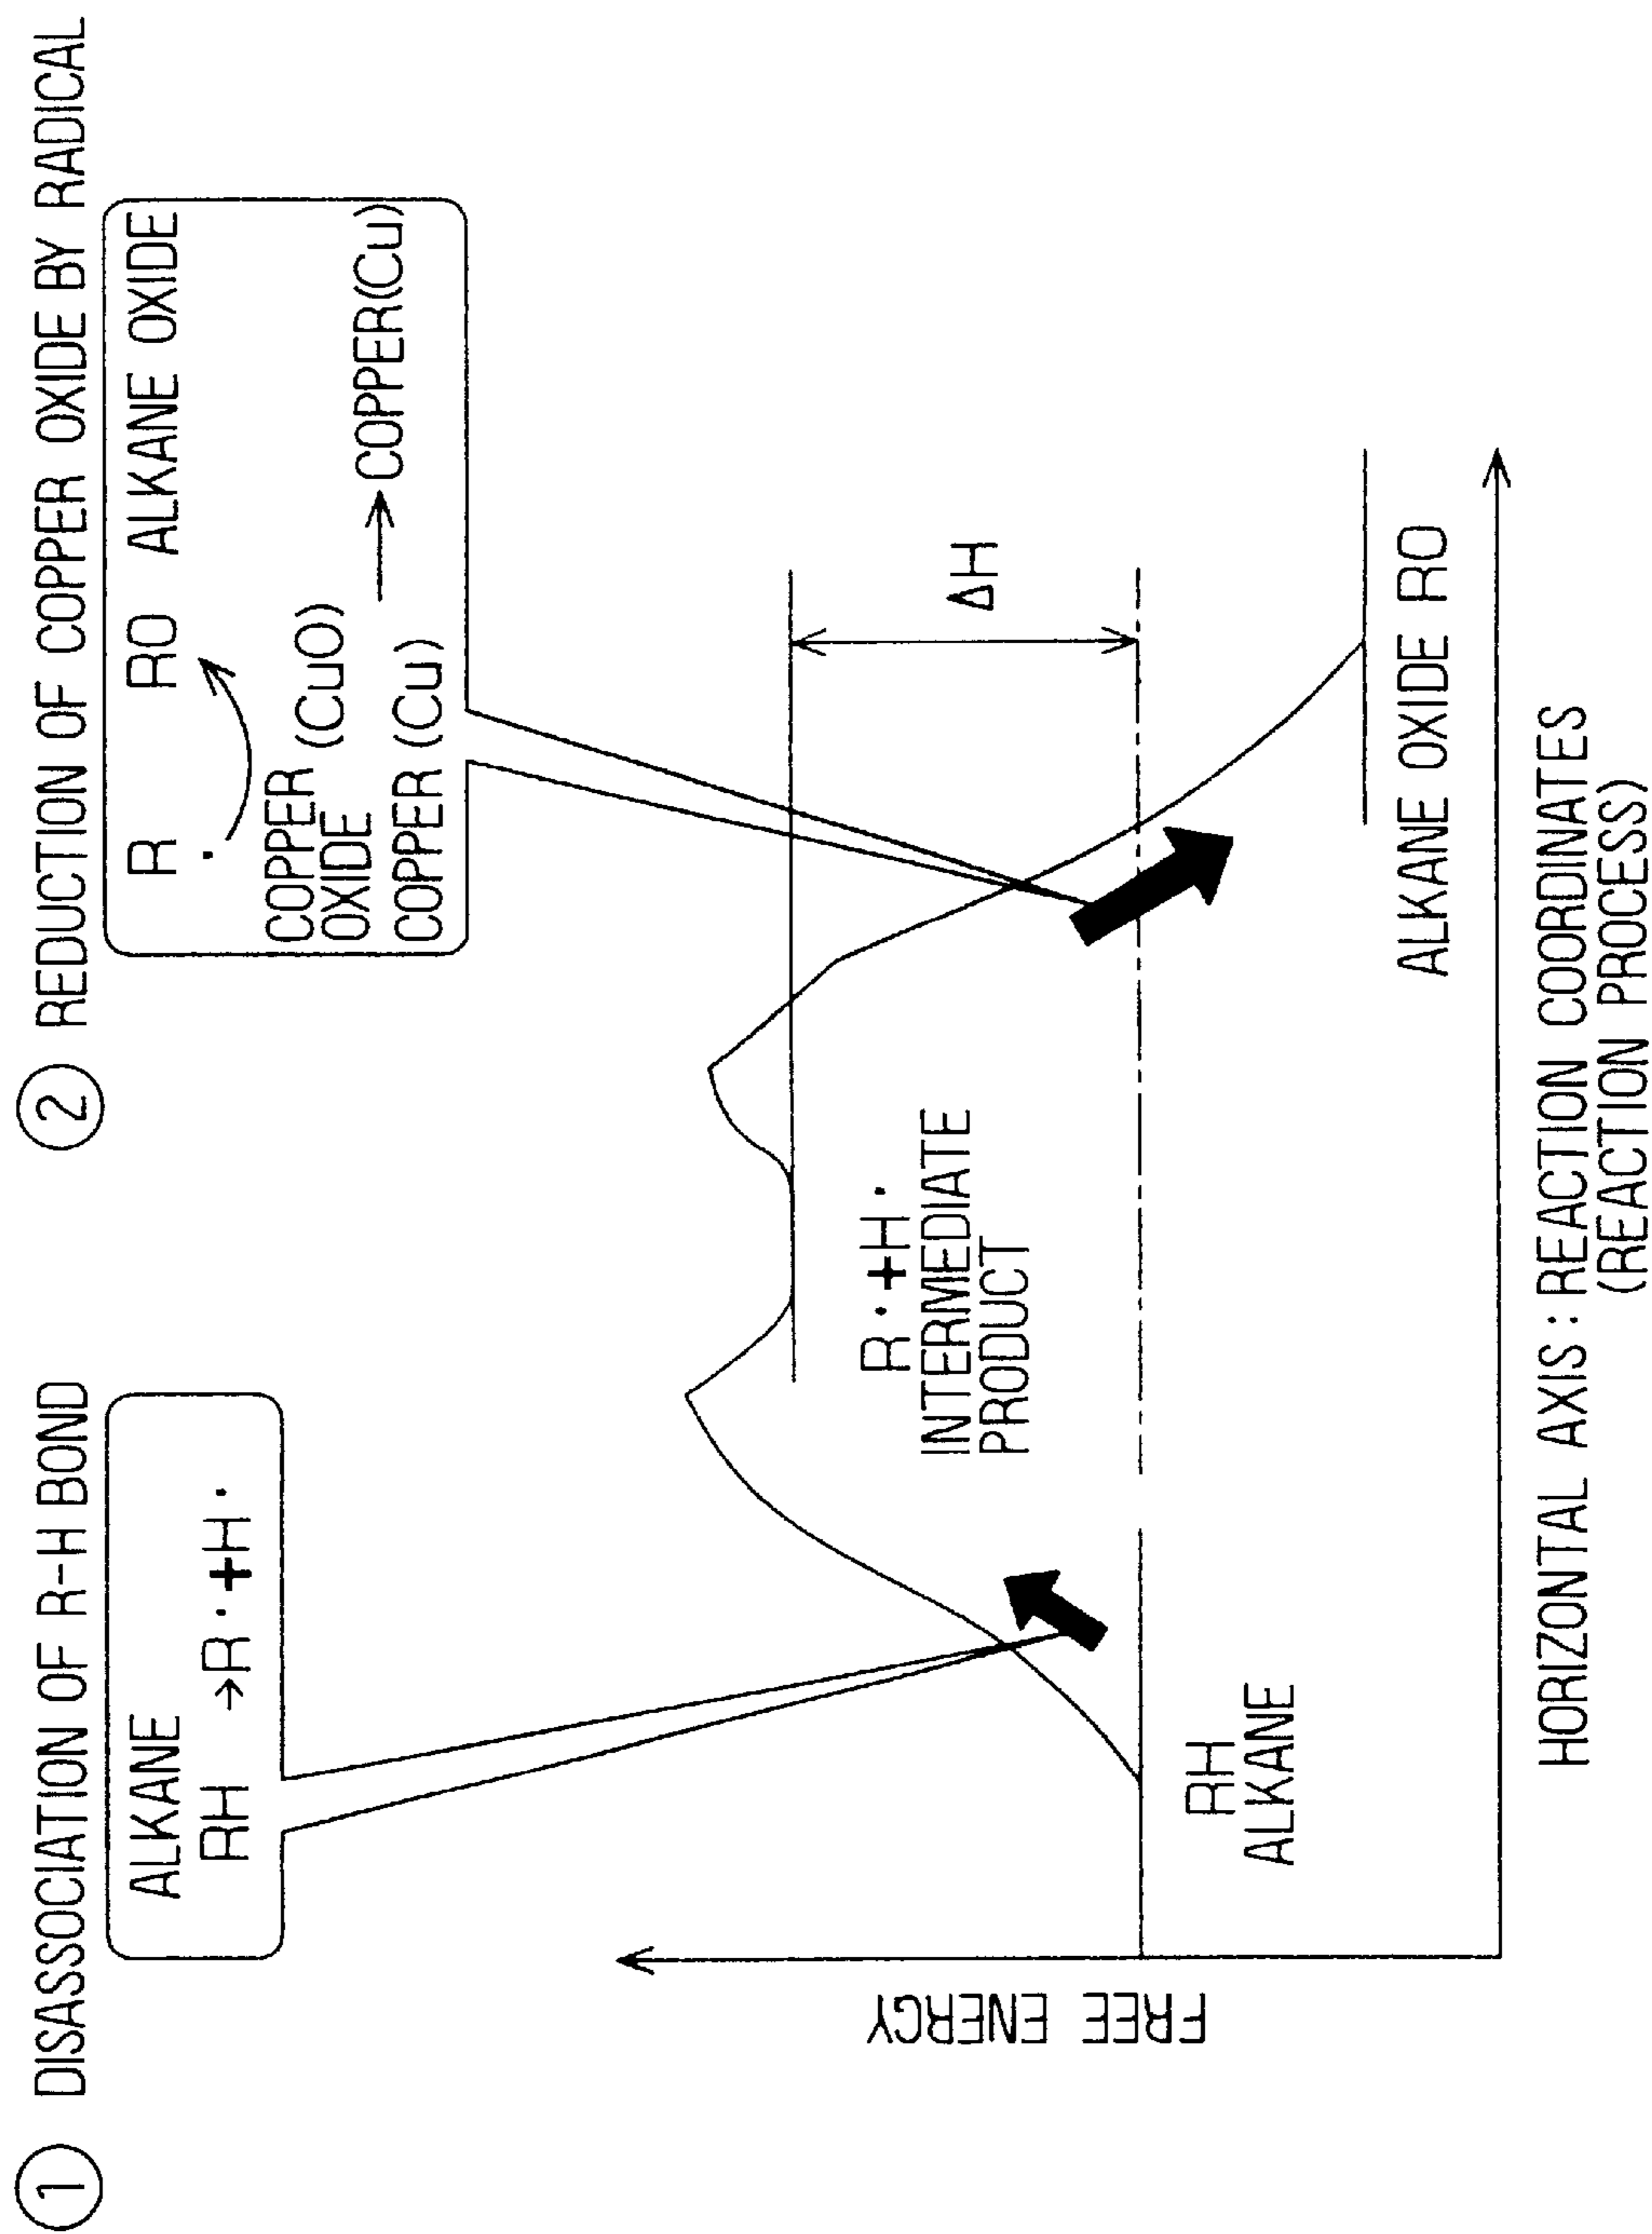 ① DISASSOCIATION OF R-H BOND
ALKANE
RH →R・+H・
② REDUCTION OF COPPER OXIDE BY RADICAL
R RO ALKANE OXIDE
・
COPPER (CuO)
OXIDE
COPPER (Cu) → COPPER(Cu)
FREE ENERGY
RH
ALKANE
R・+H・
INTERMEDIATE
PRODUCT
ΔH
ALKANE OXIDE RO
HORIZONTAL AXIS : REACTION COORDINATES
(REACTION PROCESS)